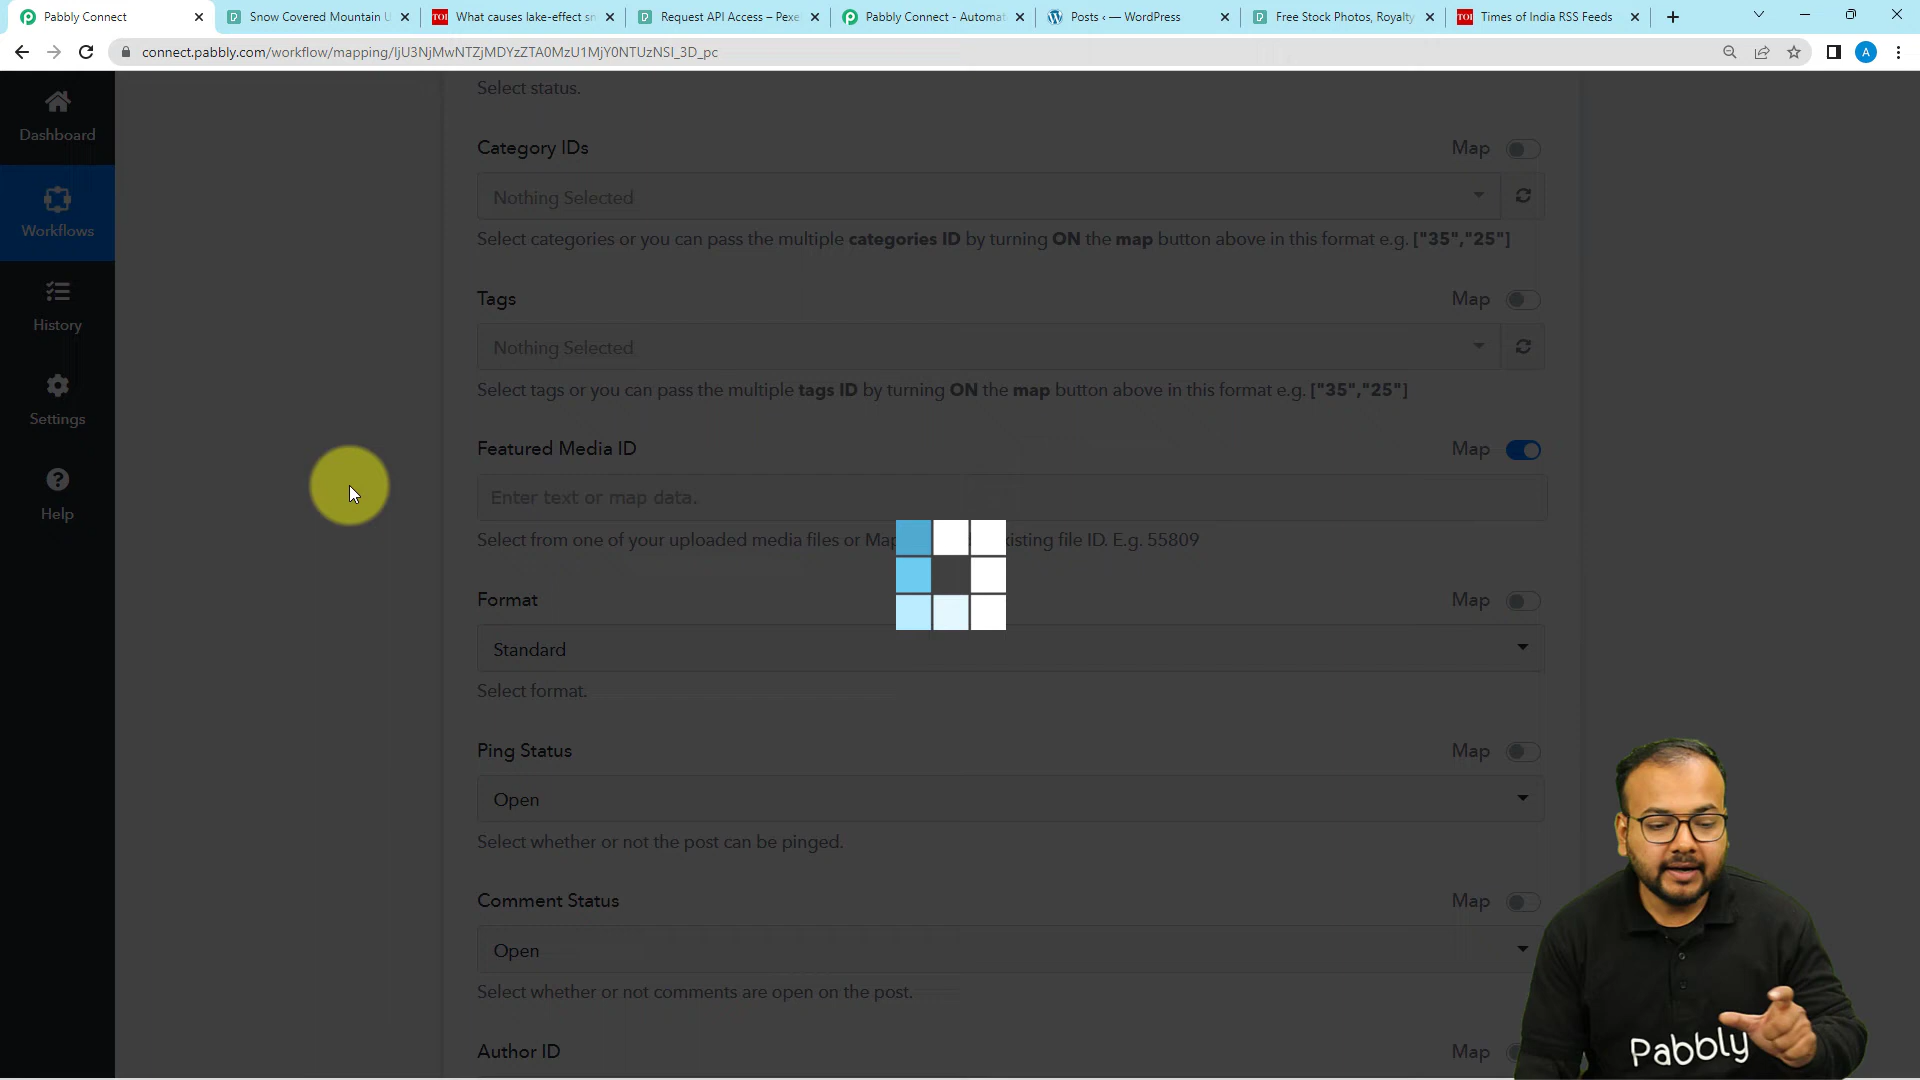 Pabbly Connect
Snow Covered Mountain U
What causes lake-effect sn
Request API Access – Pexe
Pabbly Connect - Automat
Posts ‹ — WordPress
Free Stock Photos, Royalty
Times of India RSS Feeds
connect.pabbly.com/workflow/mapping/IjU3NjMwNTZjMDYzZTA0MzU1MjY0NTUzNSI_3D_pc
A
Dashboard
Workflows
History
Settings
Help
Select status.
Category IDs
Map
Nothing Selected
Select categories or you can pass the multiple categories ID by turning ON the map button above in this format e.g. ["35","25"]
Tags
Map
Nothing Selected
Select tags or you can pass the multiple tags ID by turning ON the map button above in this format e.g. ["35","25"]
Featured Media ID
Map
Enter text or map data.
Select from one of your uploaded media files or Map xisting file ID. E.g. 55809
Format
Map
Standard
Select format.
Ping Status
Map
Open
Select whether or not the post can be pinged.
Comment Status
Map
Open
Select whether or not comments are open on the post.
Author ID
Map
Pabbly